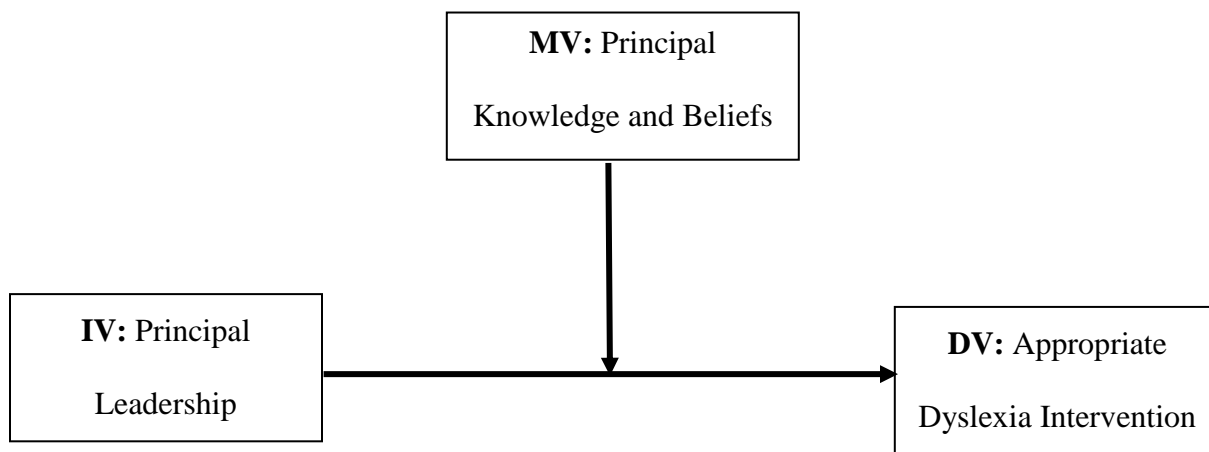 MV: Principal
Knowledge and Beliefs
IV: Principal
Leadership
DV: Appropriate
Dyslexia Intervention